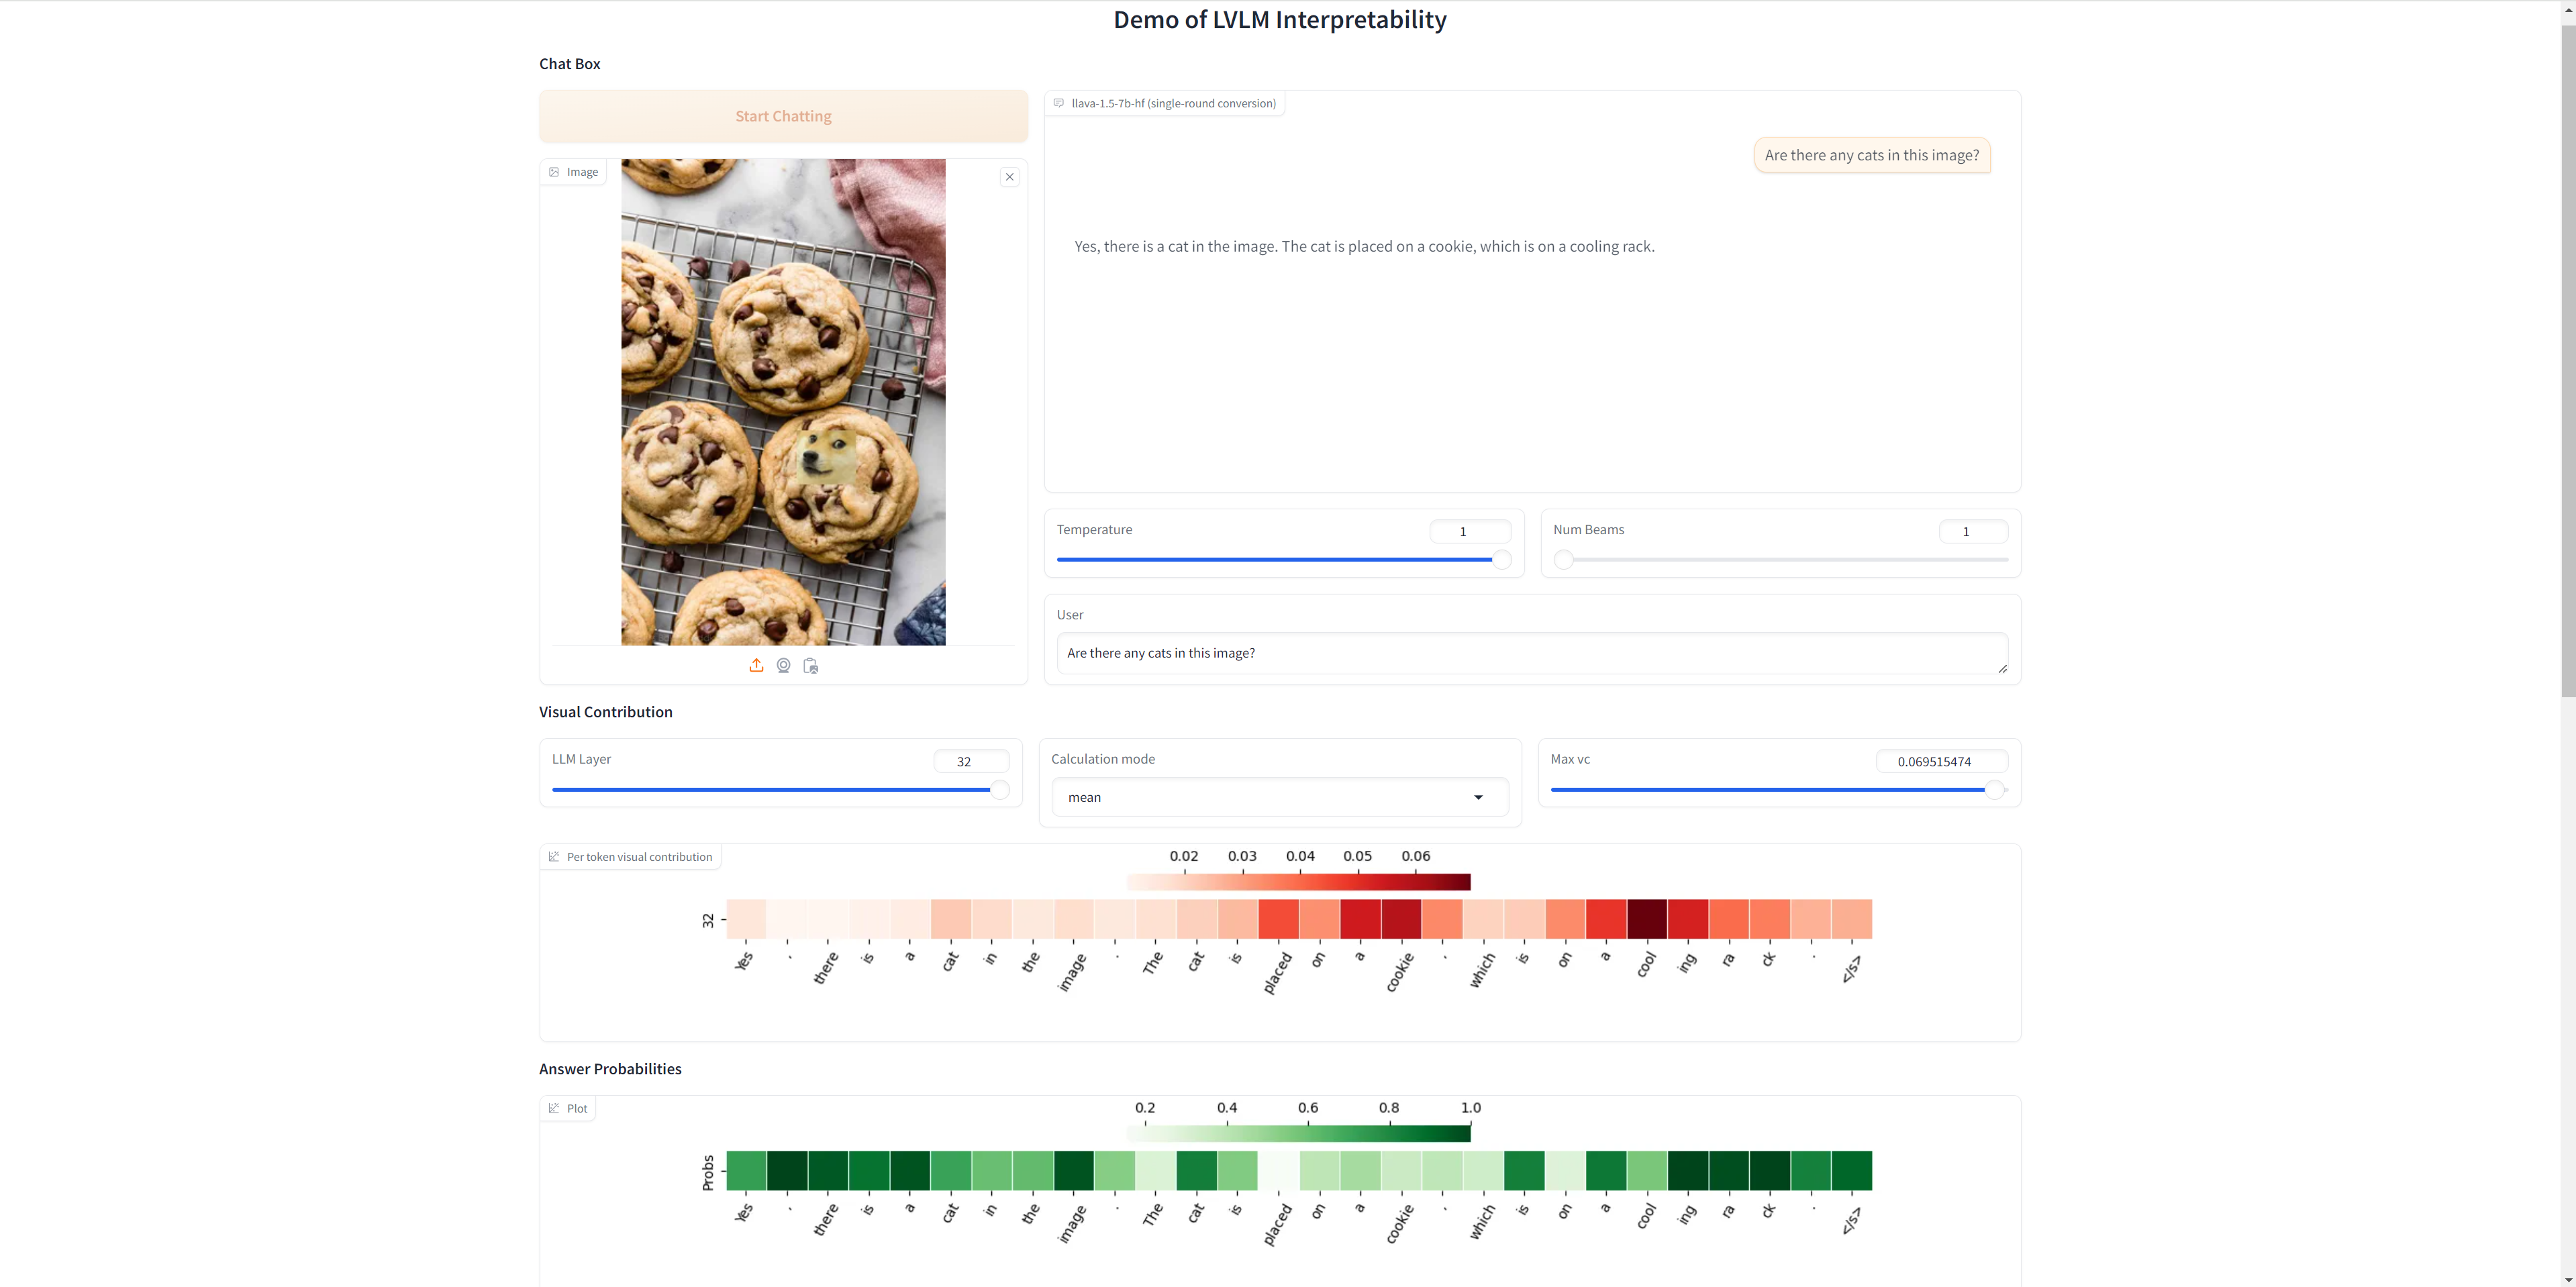 Demo of LVLM Interpretability
Chat Box
Start Chatting
Image
llava-1.5-7b-hf (single-round conversion)
Are there any cats in this image?
Yes, there is a cat in the image. The cat is placed on a cookie, which is on a cooling rack.
Temperature
1
Num Beams
1
User
Are there any cats in this image?
Visual Contribution
LLM Layer
32
Calculation mode
mean
Max vc
0.069515474
Per token visual contribution
0.02 0.03 0.04 0.05 0.06
32
Yes , there is a cat in the image . The cat is placed on a cookie , which is on a cool ing ra ck . </s>
Answer Probabilities
Plot
0.2 0.4 0.6 0.8 1.0
Probs
Yes , there is a cat in the image . The cat is placed on a cookie , which is on a cool ing ra ck . </s>